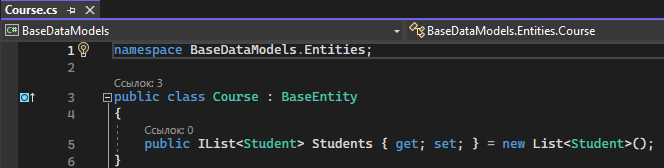 Course.cs
BaseDataModels
BaseDataModels.Entities.Course
1 namespace BaseDataModels.Entities;
2
Ссылок: 3
3 public class Course : BaseEntity
4 {
Ссылок: 0
5 public IList<Student> Students { get; set; } = new List<Student>();
6 }